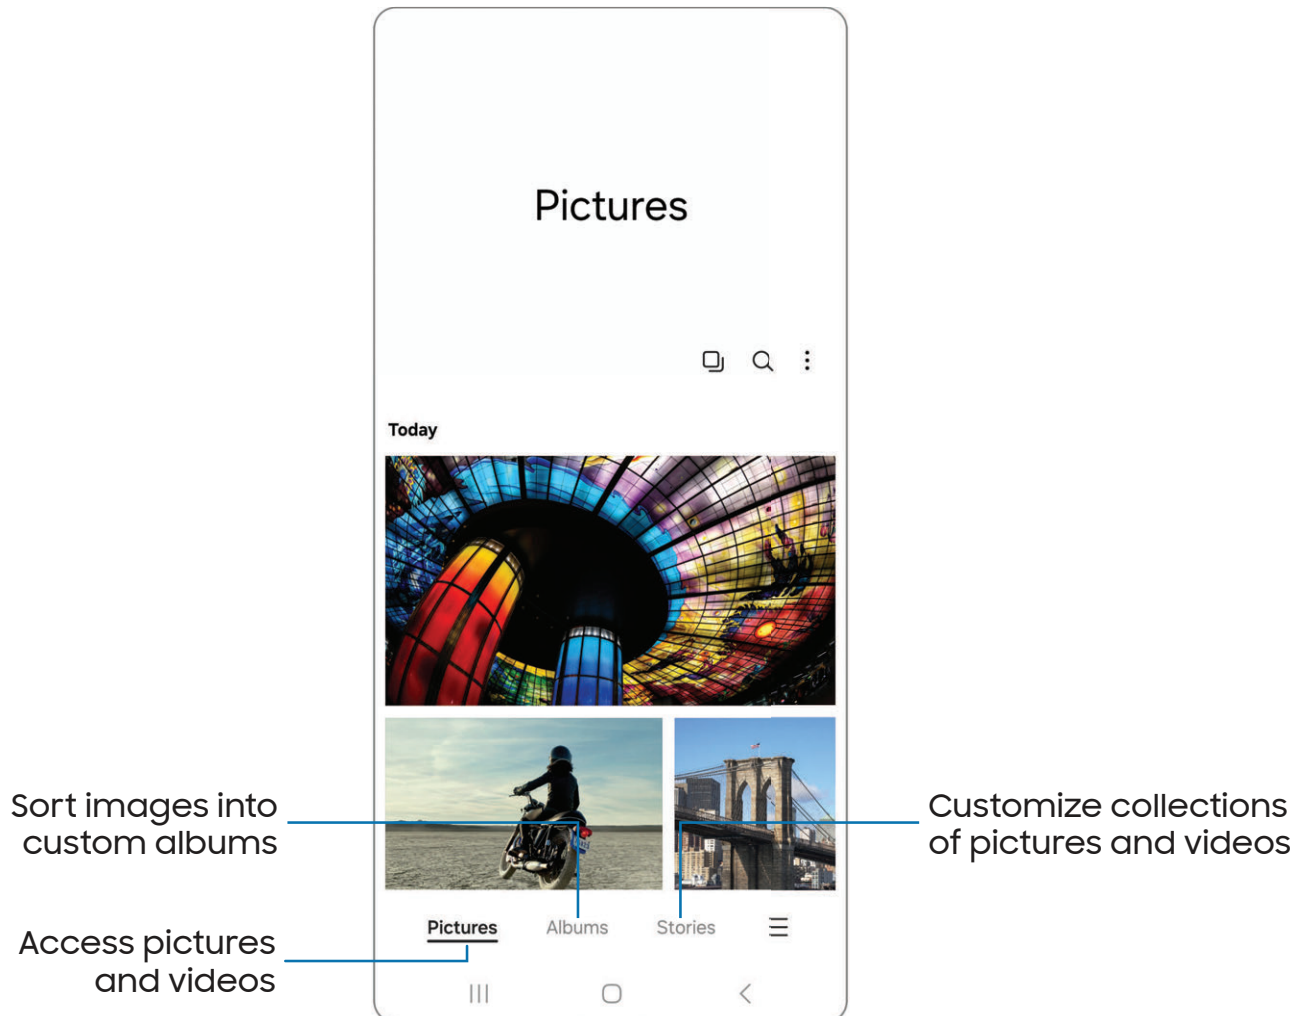 Pictures
Today
Sort images into
custom albums
Customize collections
of pictures and videos
Pictures
Albums
Stories
Access pictures
and videos